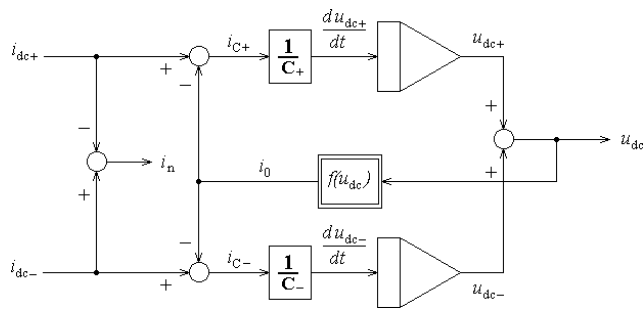 i_dc+
+
−
i_C+
1/C+
du_dc+/dt
u_dc+
−
+
i_n
i_0
f(u_dc)
+
+
u_dc
i_dc−
+
−
i_C−
1/C−
du_dc−/dt
u_dc−